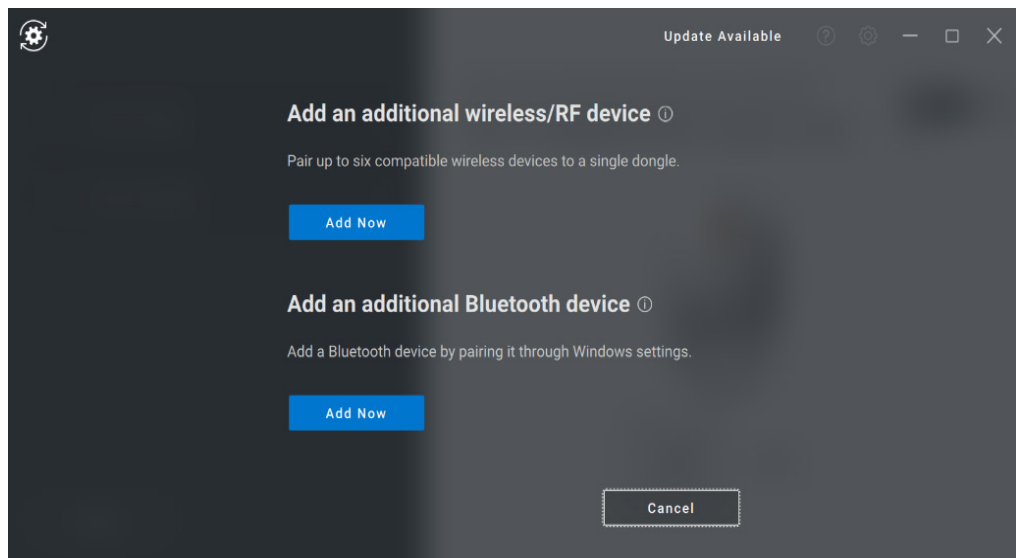 Update Available
Add an additional wireless/RF device
Pair up to six compatible wireless devices to a single dongle.
Add Now
Add an additional Bluetooth device
Add a Bluetooth device by pairing it through Windows settings.
Add Now
Cancel